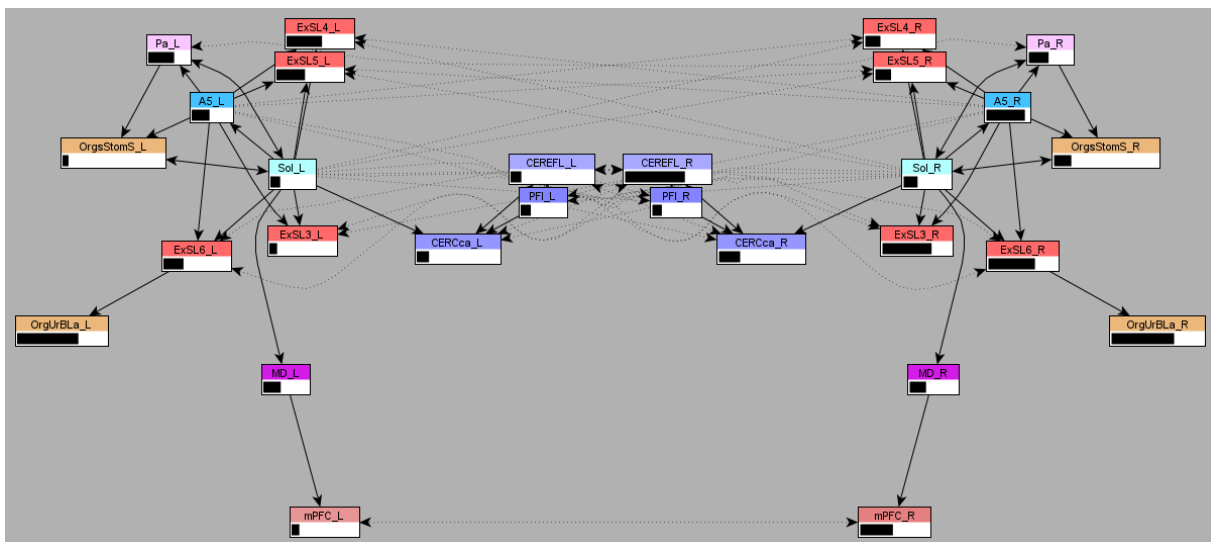 ExSL4_L
ExSL4_R
Pa_L
Pa_R
ExSL5_L
ExSL5_R
A5_L
A5_R
OrgsStomS_L
OrgsStomS_R
Sol_L
CEREFL_L
CEREFL_R
Sol_R
PFl_L
PFl_R
ExSL3_L
ExSL3_R
ExSL6_L
CERCca_L
CERCca_R
ExSL6_R
OrgUrBLa_L
OrgUrBLa_R
MD_L
MD_R
mPFC_L
mPFC_R